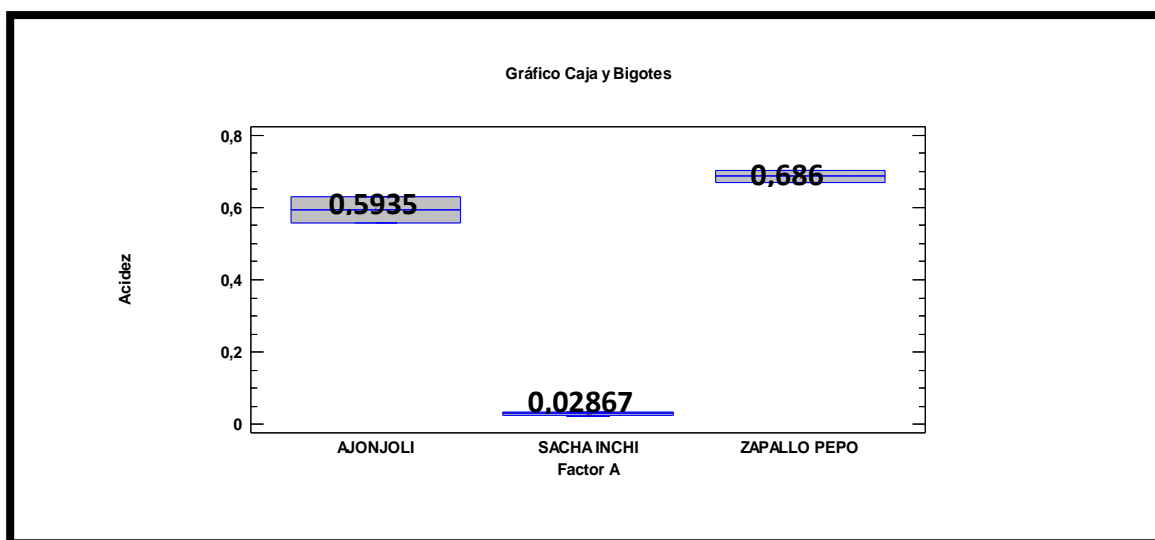 Gráfico Caja y Bigotes
0,8
0,6
0,4
0,2
0
Acidez
0,5935
0,02867
0,686
AJONJOLI
SACHA INCHI
ZAPALLO PEPO
Factor A